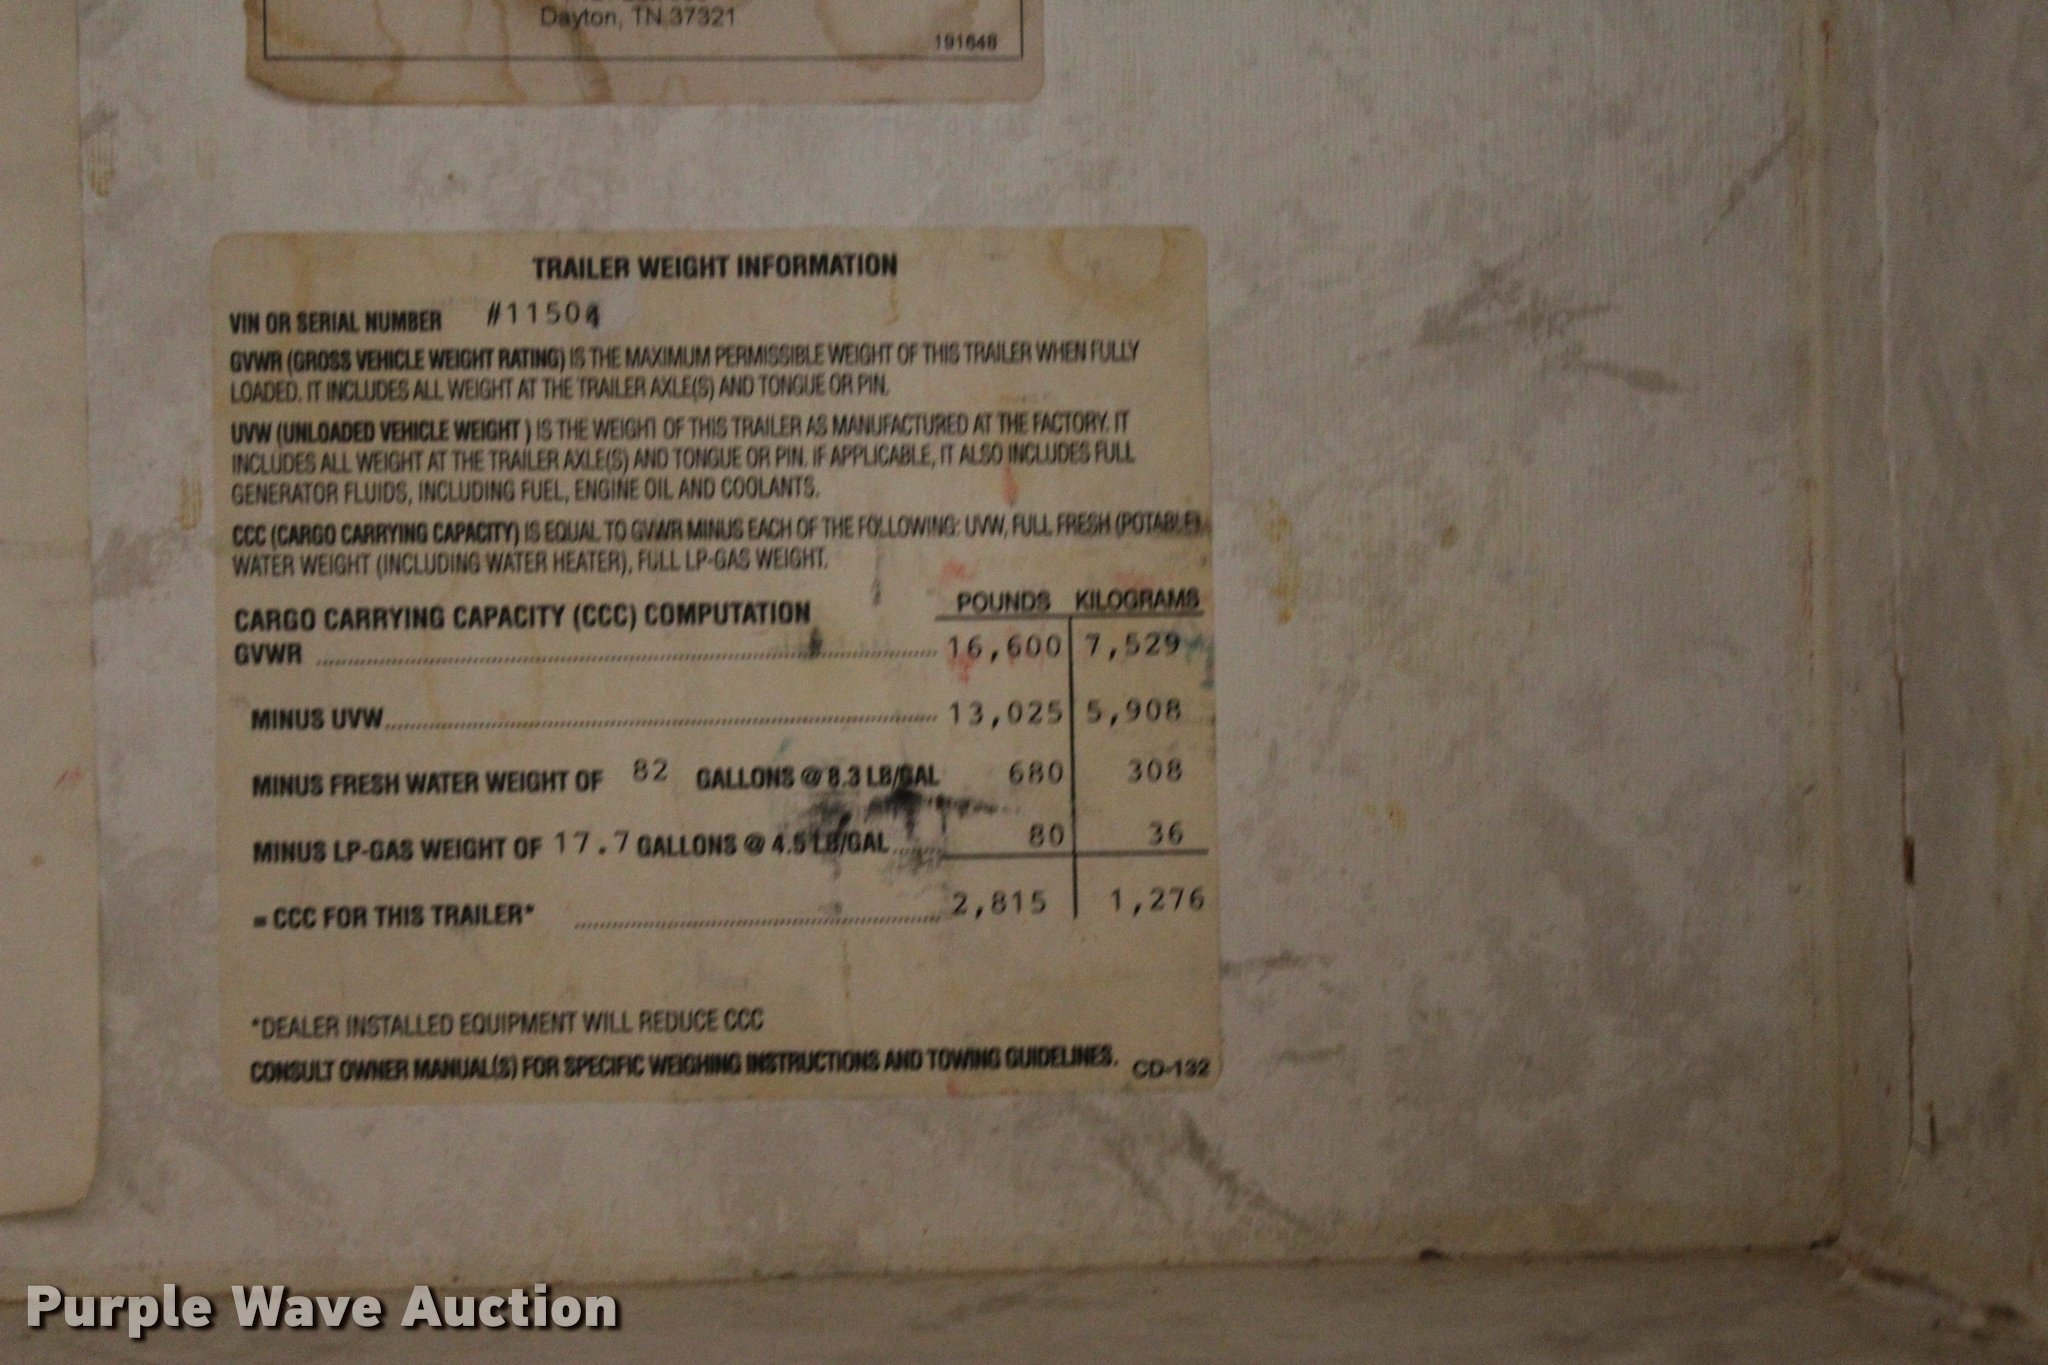 Dayton, TN 37321
191648
TRAILER WEIGHT INFORMATION
VIN OR SERIAL NUMBER #11504
GVWR (GROSS VEHICLE WEIGHT RATING) IS THE MAXIMUM PERMISSIBLE WEIGHT OF THIS TRAILER WHEN FULLY
LOADED. IT INCLUDES ALL WEIGHT AT THE TRAILER AXLE(S) AND TONGUE OR PIN.
UVW (UNLOADED VEHICLE WEIGHT ) IS THE WEIGHT OF THIS TRAILER AS MANUFACTURED AT THE FACTORY. IT
INCLUDES ALL WEIGHT AT THE TRAILER AXLE(S) AND TONGUE OR PIN. IF APPLICABLE, IT ALSO INCLUDES FULL
GENERATOR FLUIDS, INCLUDING FUEL, ENGINE OIL AND COOLANTS.
CCC (CARGO CARRYING CAPACITY) IS EQUAL TO GVWR MINUS EACH OF THE FOLLOWING: UVW, FULL FRESH (POTABLE)
WATER WEIGHT (INCLUDING WATER HEATER), FULL LP-GAS WEIGHT.
CARGO CARRYING CAPACITY (CCC) COMPUTATION POUNDS KILOGRAMS
GVWR 16,600 7,529
MINUS UVW 13,025 5,908
MINUS FRESH WATER WEIGHT OF 82 GALLONS @ 8.3 LB/GAL 680 308
MINUS LP-GAS WEIGHT OF 17.7 GALLONS @ 4.5 LB/GAL 80 36
= CCC FOR THIS TRAILER* 2,815 1,276
*DEALER INSTALLED EQUIPMENT WILL REDUCE CCC
CONSULT OWNER MANUAL(S) FOR SPECIFIC WEIGHING INSTRUCTIONS AND TOWING GUIDELINES. CD-132
Purple Wave Auction